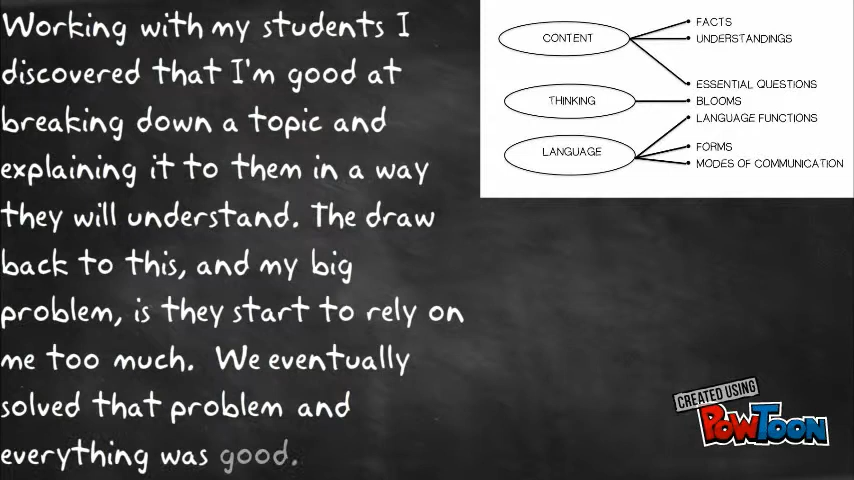 Working with my students I
discovered that I'm good at
breaking down a topic and
explaining it to them in a way
they will understand. The draw
back to this, and my big
problem, is they start to rely on
me too much. We eventually
solved that problem and
everything was good.
CONTENT
FACTS
UNDERSTANDINGS
ESSENTIAL QUESTIONS
THINKING
BLOOMS
LANGUAGE
LANGUAGE FUNCTIONS
FORMS
MODES OF COMMUNICATION
CREATED USING
POWTOON